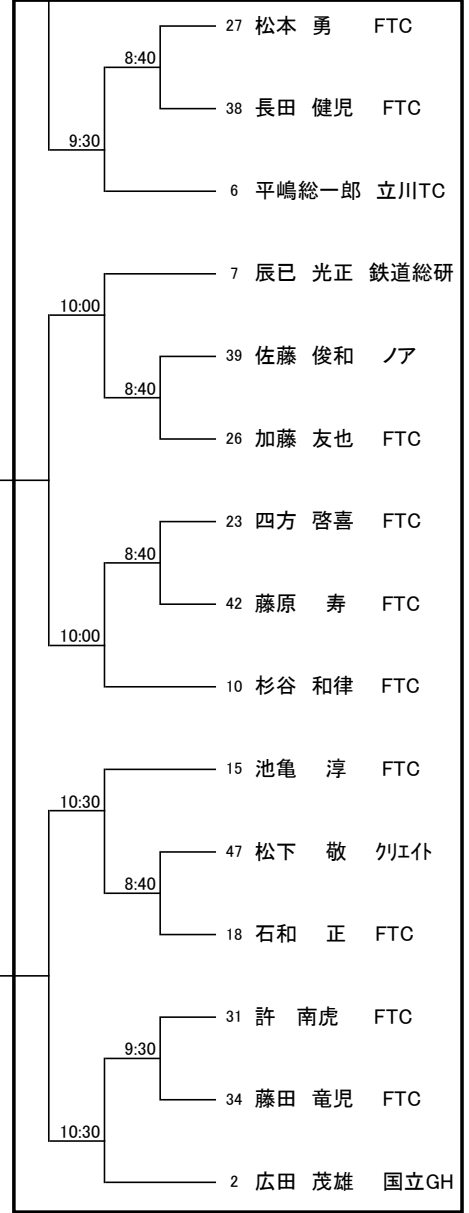 27 松本 勇 FTC
8:40
38 長田 健児 FTC
9:30
6 平嶋総一郎 立川TC
7 辰已 光正 鉄道総研
10:00
39 佐藤 俊和 ノア
8:40
26 加藤 友也 FTC
23 四方 啓喜 FTC
8:40
42 藤原 寿 FTC
10:00
10 杉谷 和律 FTC
15 池亀 淳 FTC
10:30
47 松下 敬 ｸﾘｴｲﾄ
8:40
18 石和 正 FTC
31 許 南虎 FTC
9:30
34 藤田 竜児 FTC
10:30
2 広田 茂雄 国立GH